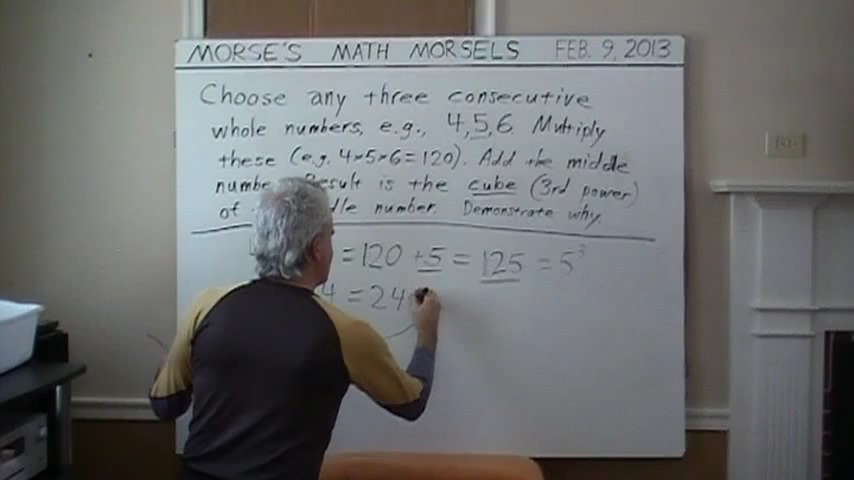 MORSE'S MATH MORSELS FEB. 9, 2013
Choose any three consecutive
whole numbers, e.g., 4,5,6. Multiply
these (e.g. 4×5×6=120). Add the middle
number. Result is the cube (3rd power)
of middle number. Demonstrate why.
= 120 +5 = 125 = 5³
4 = 24